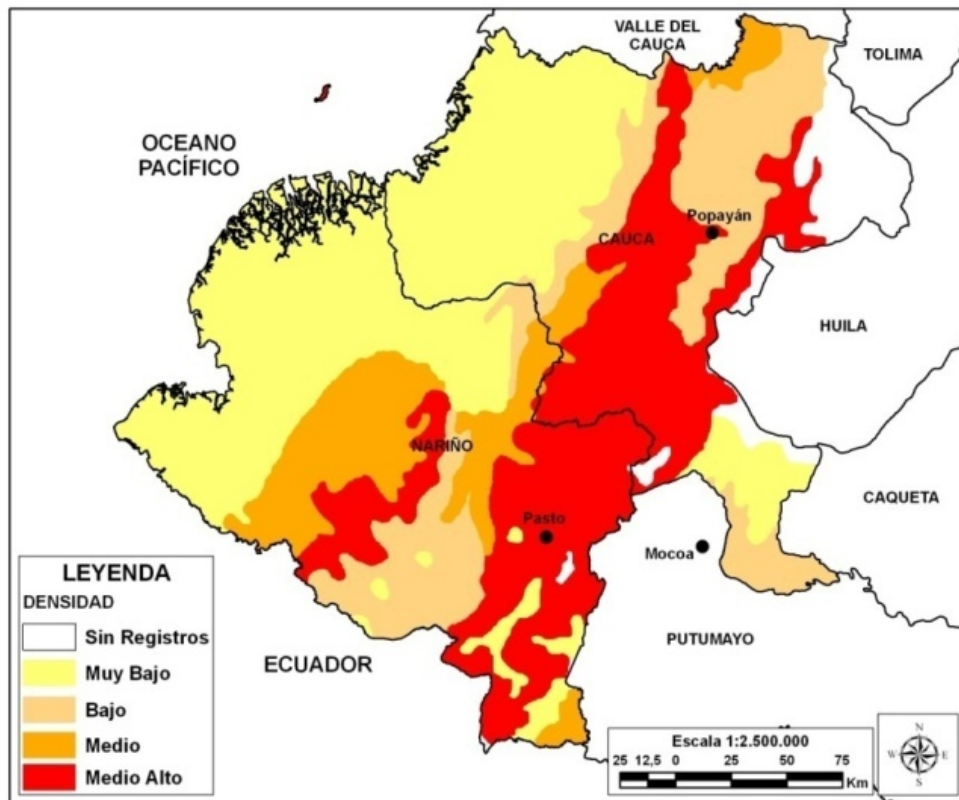 VALLE DEL
CAUCA
TOLIMA
OCEANO
PACÍFICO
Popayán
CAUCA
HUILA
NARIÑO
CAQUETA
Pasto
Mocoa
LEYENDA
DENSIDAD
Sin Registros
Muy Bajo
Bajo
Medio
Medio Alto
ECUADOR
PUTUMAYO
Escala 1:2.500.000
25 12,5 0 25 50 75
Km
N
W E
S